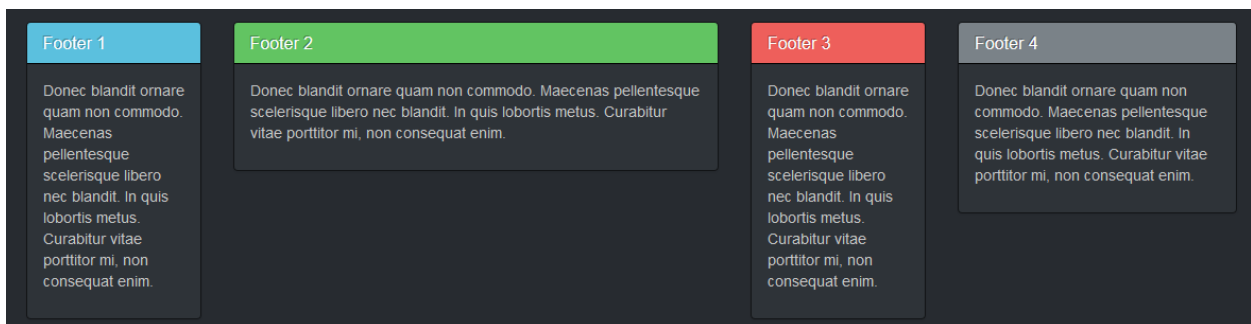 Footer 1
Donec blandit ornare
quam non commodo.
Maecenas
pellentesque
scelerisque libero
nec blandit. In quis
lobortis metus.
Curabitur vitae
porttitor mi, non
consequat enim.
Footer 2
Donec blandit ornare quam non commodo. Maecenas pellentesque
scelerisque libero nec blandit. In quis lobortis metus. Curabitur
vitae porttitor mi, non consequat enim.
Footer 3
Donec blandit ornare
quam non commodo.
Maecenas
pellentesque
scelerisque libero
nec blandit. In quis
lobortis metus.
Curabitur vitae
porttitor mi, non
consequat enim.
Footer 4
Donec blandit ornare quam non
commodo. Maecenas pellentesque
scelerisque libero nec blandit. In
quis lobortis metus. Curabitur vitae
porttitor mi, non consequat enim.